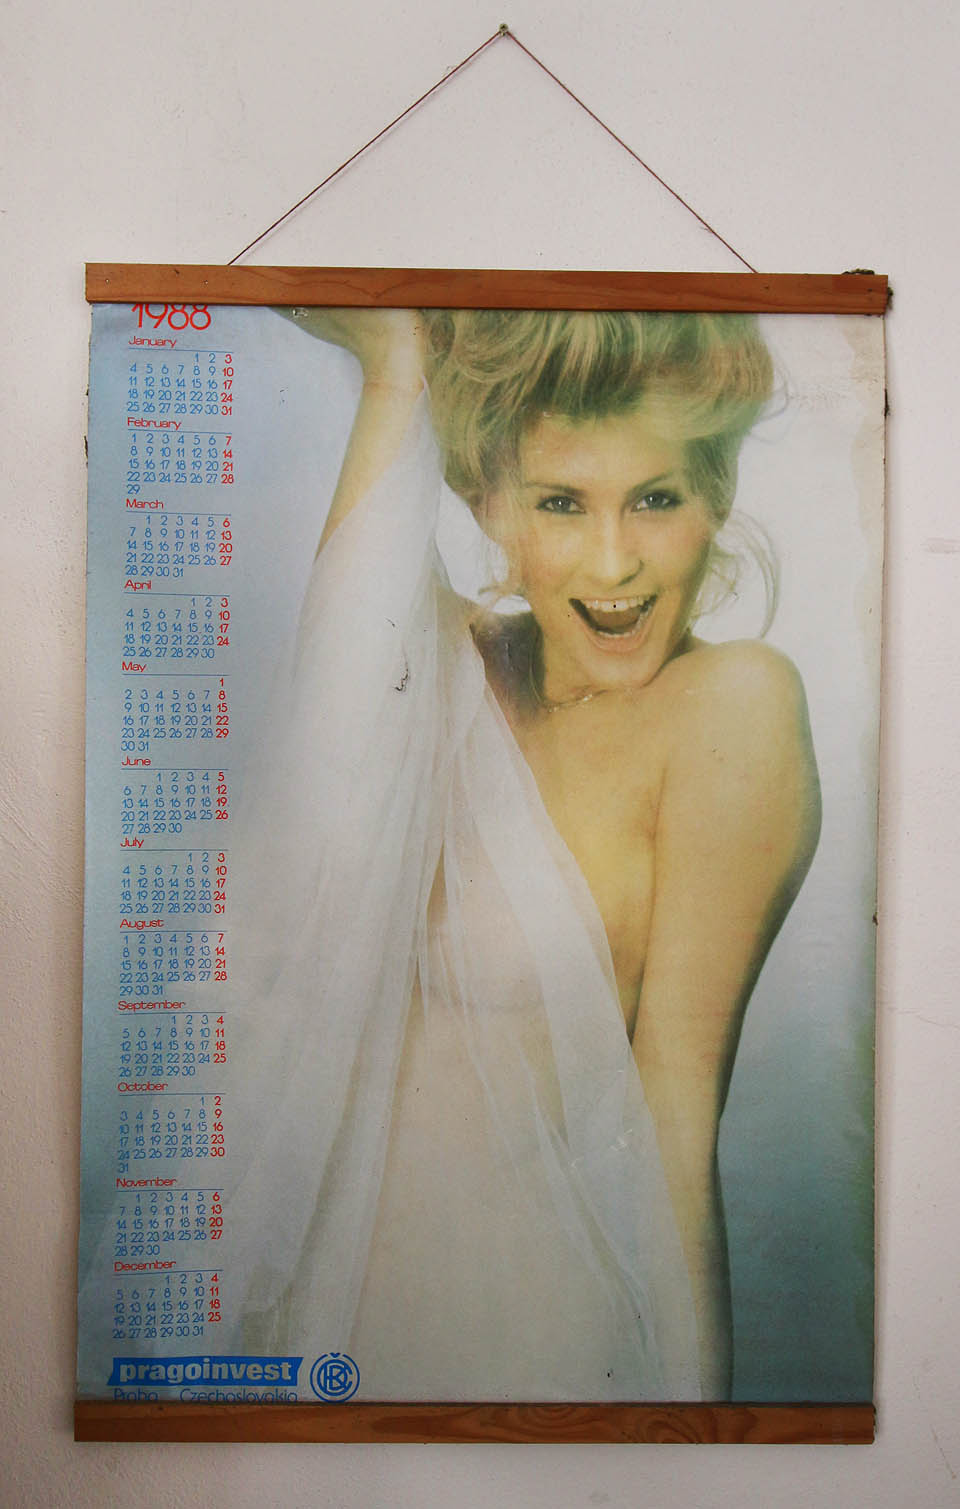 1988
January
1 2 3
4 5 6 7 8 9 10
11 12 13 14 15 16 17
18 19 20 21 22 23 24
25 26 27 28 29 30 31
February
1 2 3 4 5 6 7
8 9 10 11 12 13 14
15 16 17 18 19 20 21
22 23 24 25 26 27 28
29
March
1 2 3 4 5 6
7 8 9 10 11 12 13
14 15 16 17 18 19 20
21 22 23 24 25 26 27
28 29 30 31
April
1 2 3
4 5 6 7 8 9 10
11 12 13 14 15 16 17
18 19 20 21 22 23 24
25 26 27 28 29 30
May
1
2 3 4 5 6 7 8
9 10 11 12 13 14 15
16 17 18 19 20 21 22
23 24 25 26 27 28 29
30 31
June
1 2 3 4 5
6 7 8 9 10 11 12
13 14 15 16 17 18 19
20 21 22 23 24 25 26
27 28 29 30
July
1 2 3
4 5 6 7 8 9 10
11 12 13 14 15 16 17
18 19 20 21 22 23 24
25 26 27 28 29 30 31
August
1 2 3 4 5 6 7
8 9 10 11 12 13 14
15 16 17 18 19 20 21
22 23 24 25 26 27 28
29 30 31
September
1 2 3 4
5 6 7 8 9 10 11
12 13 14 15 16 17 18
19 20 21 22 23 24 25
26 27 28 29 30
October
1 2
3 4 5 6 7 8 9
10 11 12 13 14 15 16
17 18 19 20 21 22 23
24 25 26 27 28 29 30
31
November
1 2 3 4 5 6
7 8 9 10 11 12 13
14 15 16 17 18 19 20
21 22 23 24 25 26 27
28 29 30
December
1 2 3 4
5 6 7 8 9 10 11
12 13 14 15 16 17 18
19 20 21 22 23 24 25
26 27 28 29 30 31
pragoinvest
Praha Czechoslovakia